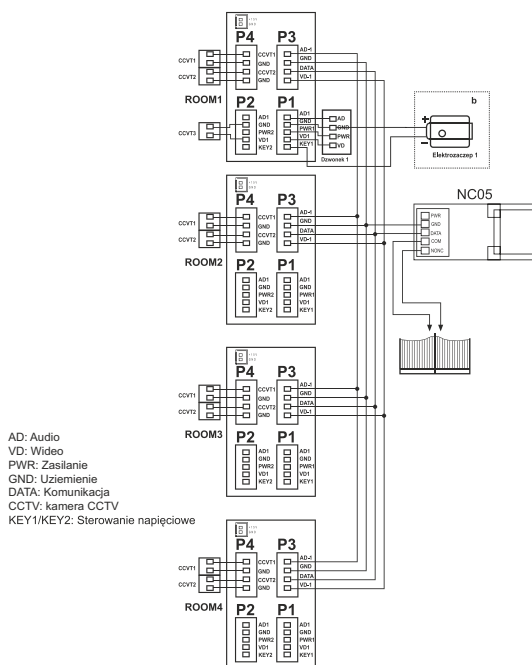 P4 P3
CCVT1
CCVT2
CCVT1
GND
CCVT2
GND
AD-1
GND
DATA
VD-1
ROOM1
P2 P1
CCVT3
AD1
GND
PWR2
VD1
KEY2
AD1
GND
PWR1
VD1
KEY1
AD
GND
PWR
VD
Dzwonek 1
b
+
–
Elektrozaczep 1
NC05
PWR
GND
DATA
COM
NONC
P4 P3
CCVT1
CCVT2
CCVT1
GND
CCVT2
GND
AD-1
GND
DATA
VD-1
ROOM2
P2 P1
AD1
GND
PWR2
VD1
KEY2
AD1
GND
PWR1
VD1
KEY1
P4 P3
CCVT1
CCVT2
CCVT1
GND
CCVT2
GND
AD-1
GND
DATA
VD-1
ROOM3
P2 P1
AD1
GND
PWR2
VD1
KEY2
AD1
GND
PWR1
VD1
KEY1
AD: Audio
VD: Wideo
PWR: Zasilanie
GND: Uziemienie
DATA: Komunikacja
CCTV: kamera CCTV
KEY1/KEY2: Sterowanie napięciowe
P4 P3
CCVT1
CCVT2
CCVT1
GND
CCVT2
GND
AD-1
GND
DATA
VD-1
ROOM4
P2 P1
AD1
GND
PWR2
VD1
KEY2
AD1
GND
PWR1
VD1
KEY1